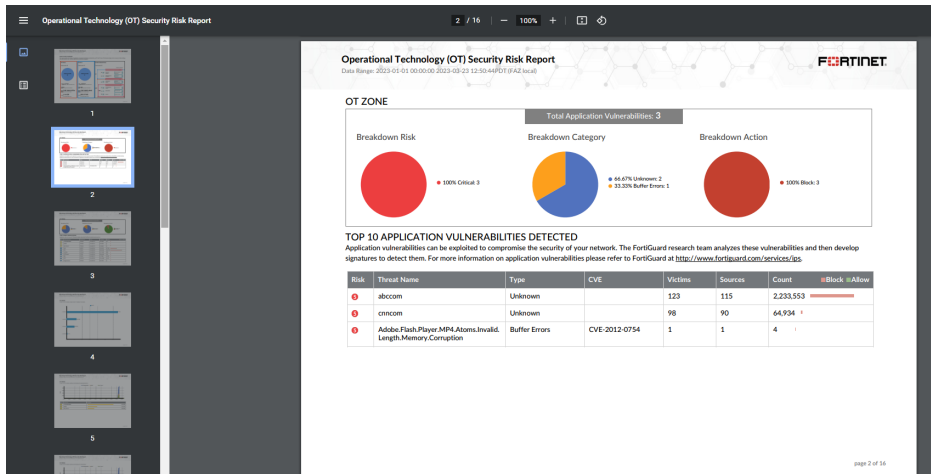 Operational Technology (OT) Security Risk Report
2 / 16
100%
1
2
3
4
5
Operational Technology (OT) Security Risk Report
Data Range: 2023-01-01 00:00:00 2023-03-23 12:50:44PDT (FAZ local)
FORTINET
OT ZONE
Total Application Vulnerabilities: 3
Breakdown Risk
Breakdown Category
Breakdown Action
100% Critical: 3
66.67% Unknown: 2
33.33% Buffer Errors: 1
100% Block: 3
TOP 10 APPLICATION VULNERABILITIES DETECTED
Application vulnerabilities can be exploited to compromise the security of your network. The FortiGuard research team analyzes these vulnerabilities and then develop
signatures to detect them. For more information on application vulnerabilities please refer to FortiGuard at http://www.fortiguard.com/services/ips.
Risk Threat Name Type CVE Victims Sources Count Block Allow
5 abccom Unknown 123 115 2,233,553
5 cnncom Unknown 98 90 64,934
5 Adobe.Flash.Player.MP4.Atoms.Invalid. Buffer Errors CVE-2012-0754 1 1 4
Length.Memory.Corruption
page 2 of 16